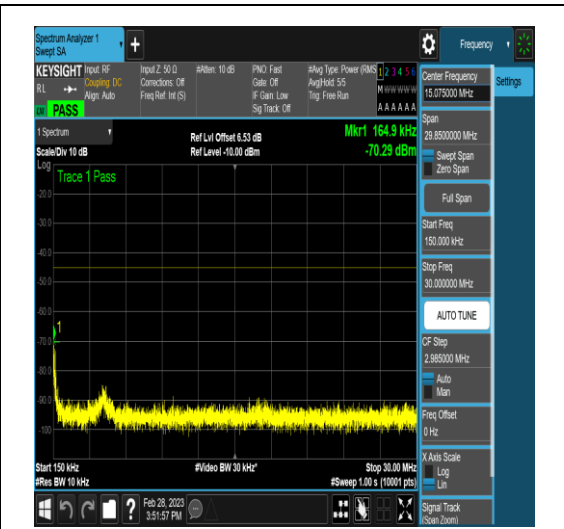 Spectrum Analyzer 1
Swept SA
+
Frequency
KEYSIGHT
RL
PASS
Input: RF
Coupling: DC
Align: Auto
Input Z: 50 Ω
Corrections: Off
Freq Ref: Int (S)
#Atten: 10 dB
PNO: Fast
Gate: Off
IF Gain: Low
Sig Track: Off
#Avg Type: Power (RMS
Avg|Hold: 5/5
Trig: Free Run
1 2 3 4 5 6
M W W W W W
A A A A A A
1 Spectrum
Scale/Div 10 dB
Ref Lvl Offset 6.53 dB
Ref Level -10.00 dBm
Mkr1 164.9 kHz
-70.29 dBm
Log
Trace 1 Pass
-20.0
-30.0
-40.0
-50.0
-60.0
1
-70.0
-80.0
-90.0
-100
Start 150 kHz
#Res BW 10 kHz
#Video BW 30 kHz*
Stop 30.00 MHz
#Sweep 1.00 s (10001 pts)
Center Frequency
15.075000 MHz
Settings
Span
29.8500000 MHz
Swept Span
Zero Span
Full Span
Start Freq
150.000 kHz
Stop Freq
30.000000 MHz
AUTO TUNE
CF Step
2.985000 MHz
Auto
Man
Freq Offset
0 Hz
X Axis Scale
Log
Lin
Signal Track
(Span Zoom)
?
Feb 28, 2023
3:51:57 PM